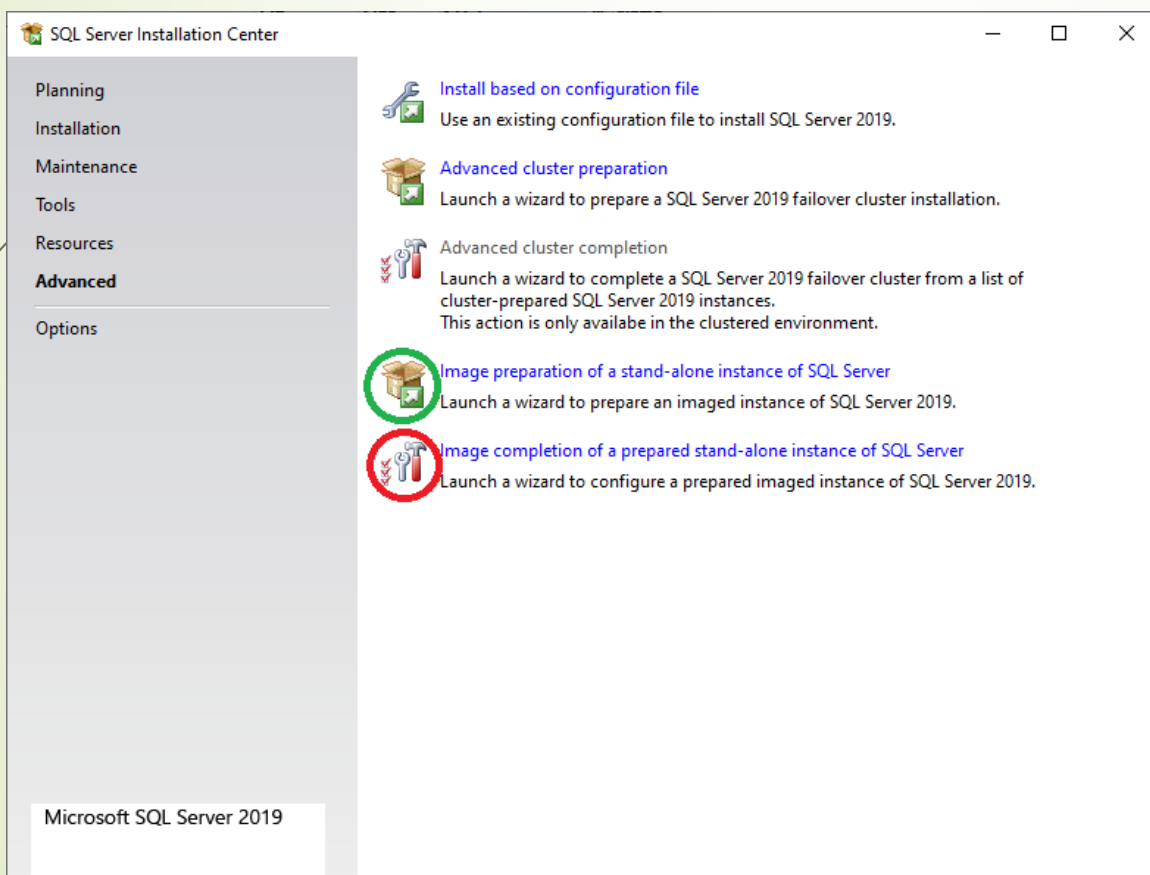 SQL Server Installation Center
Planning
Installation
Maintenance
Tools
Resources
Advanced
Options
Install based on configuration file
Use an existing configuration file to install SQL Server 2019.
Advanced cluster preparation
Launch a wizard to prepare a SQL Server 2019 failover cluster installation.
Advanced cluster completion
Launch a wizard to complete a SQL Server 2019 failover cluster from a list of
cluster-prepared SQL Server 2019 instances.
This action is only availabe in the clustered environment.
Image preparation of a stand-alone instance of SQL Server
Launch a wizard to prepare an imaged instance of SQL Server 2019.
Image completion of a prepared stand-alone instance of SQL Server
Launch a wizard to configure a prepared imaged instance of SQL Server 2019.
Microsoft SQL Server 2019